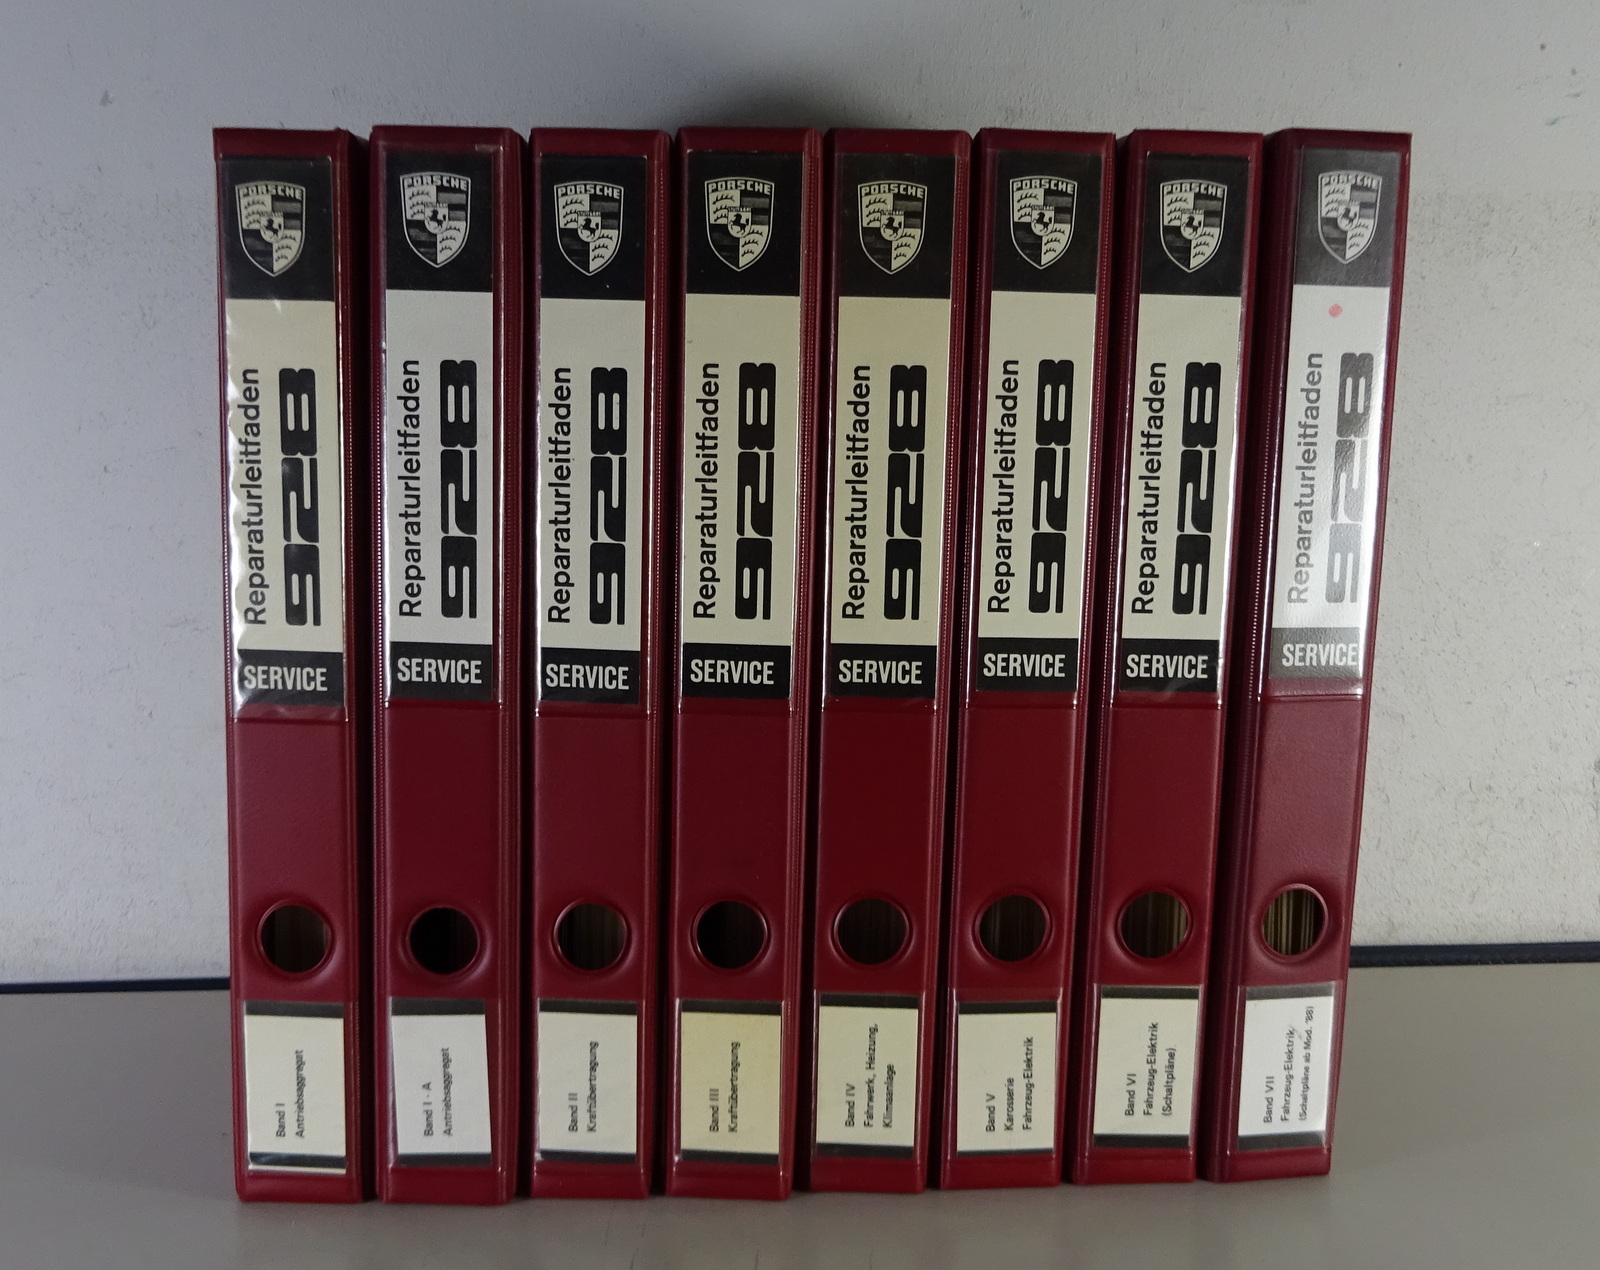 PORSCHE
Reparaturleitfaden
928
SERVICE
Band I
Antriebsaggregat
PORSCHE
Reparaturleitfaden
928
SERVICE
Band I - A
Antriebsaggregat
PORSCHE
Reparaturleitfaden
928
SERVICE
Band II
Kraftübertragung
PORSCHE
Reparaturleitfaden
928
SERVICE
Band III
Kraftübertragung
PORSCHE
Reparaturleitfaden
928
SERVICE
Band IV
Fahrwerk, Heizung,
Klimaanlage
PORSCHE
Reparaturleitfaden
928
SERVICE
Band V
Karosserie
Fahrzeug-Elektrik
PORSCHE
Reparaturleitfaden
928
SERVICE
Band VI
Fahrzeug-Elektrik
(Schaltpläne)
PORSCHE
Reparaturleitfaden
928
SERVICE
Band VII
Fahrzeug-Elektrik
(Schaltpläne ab Mod. '88)